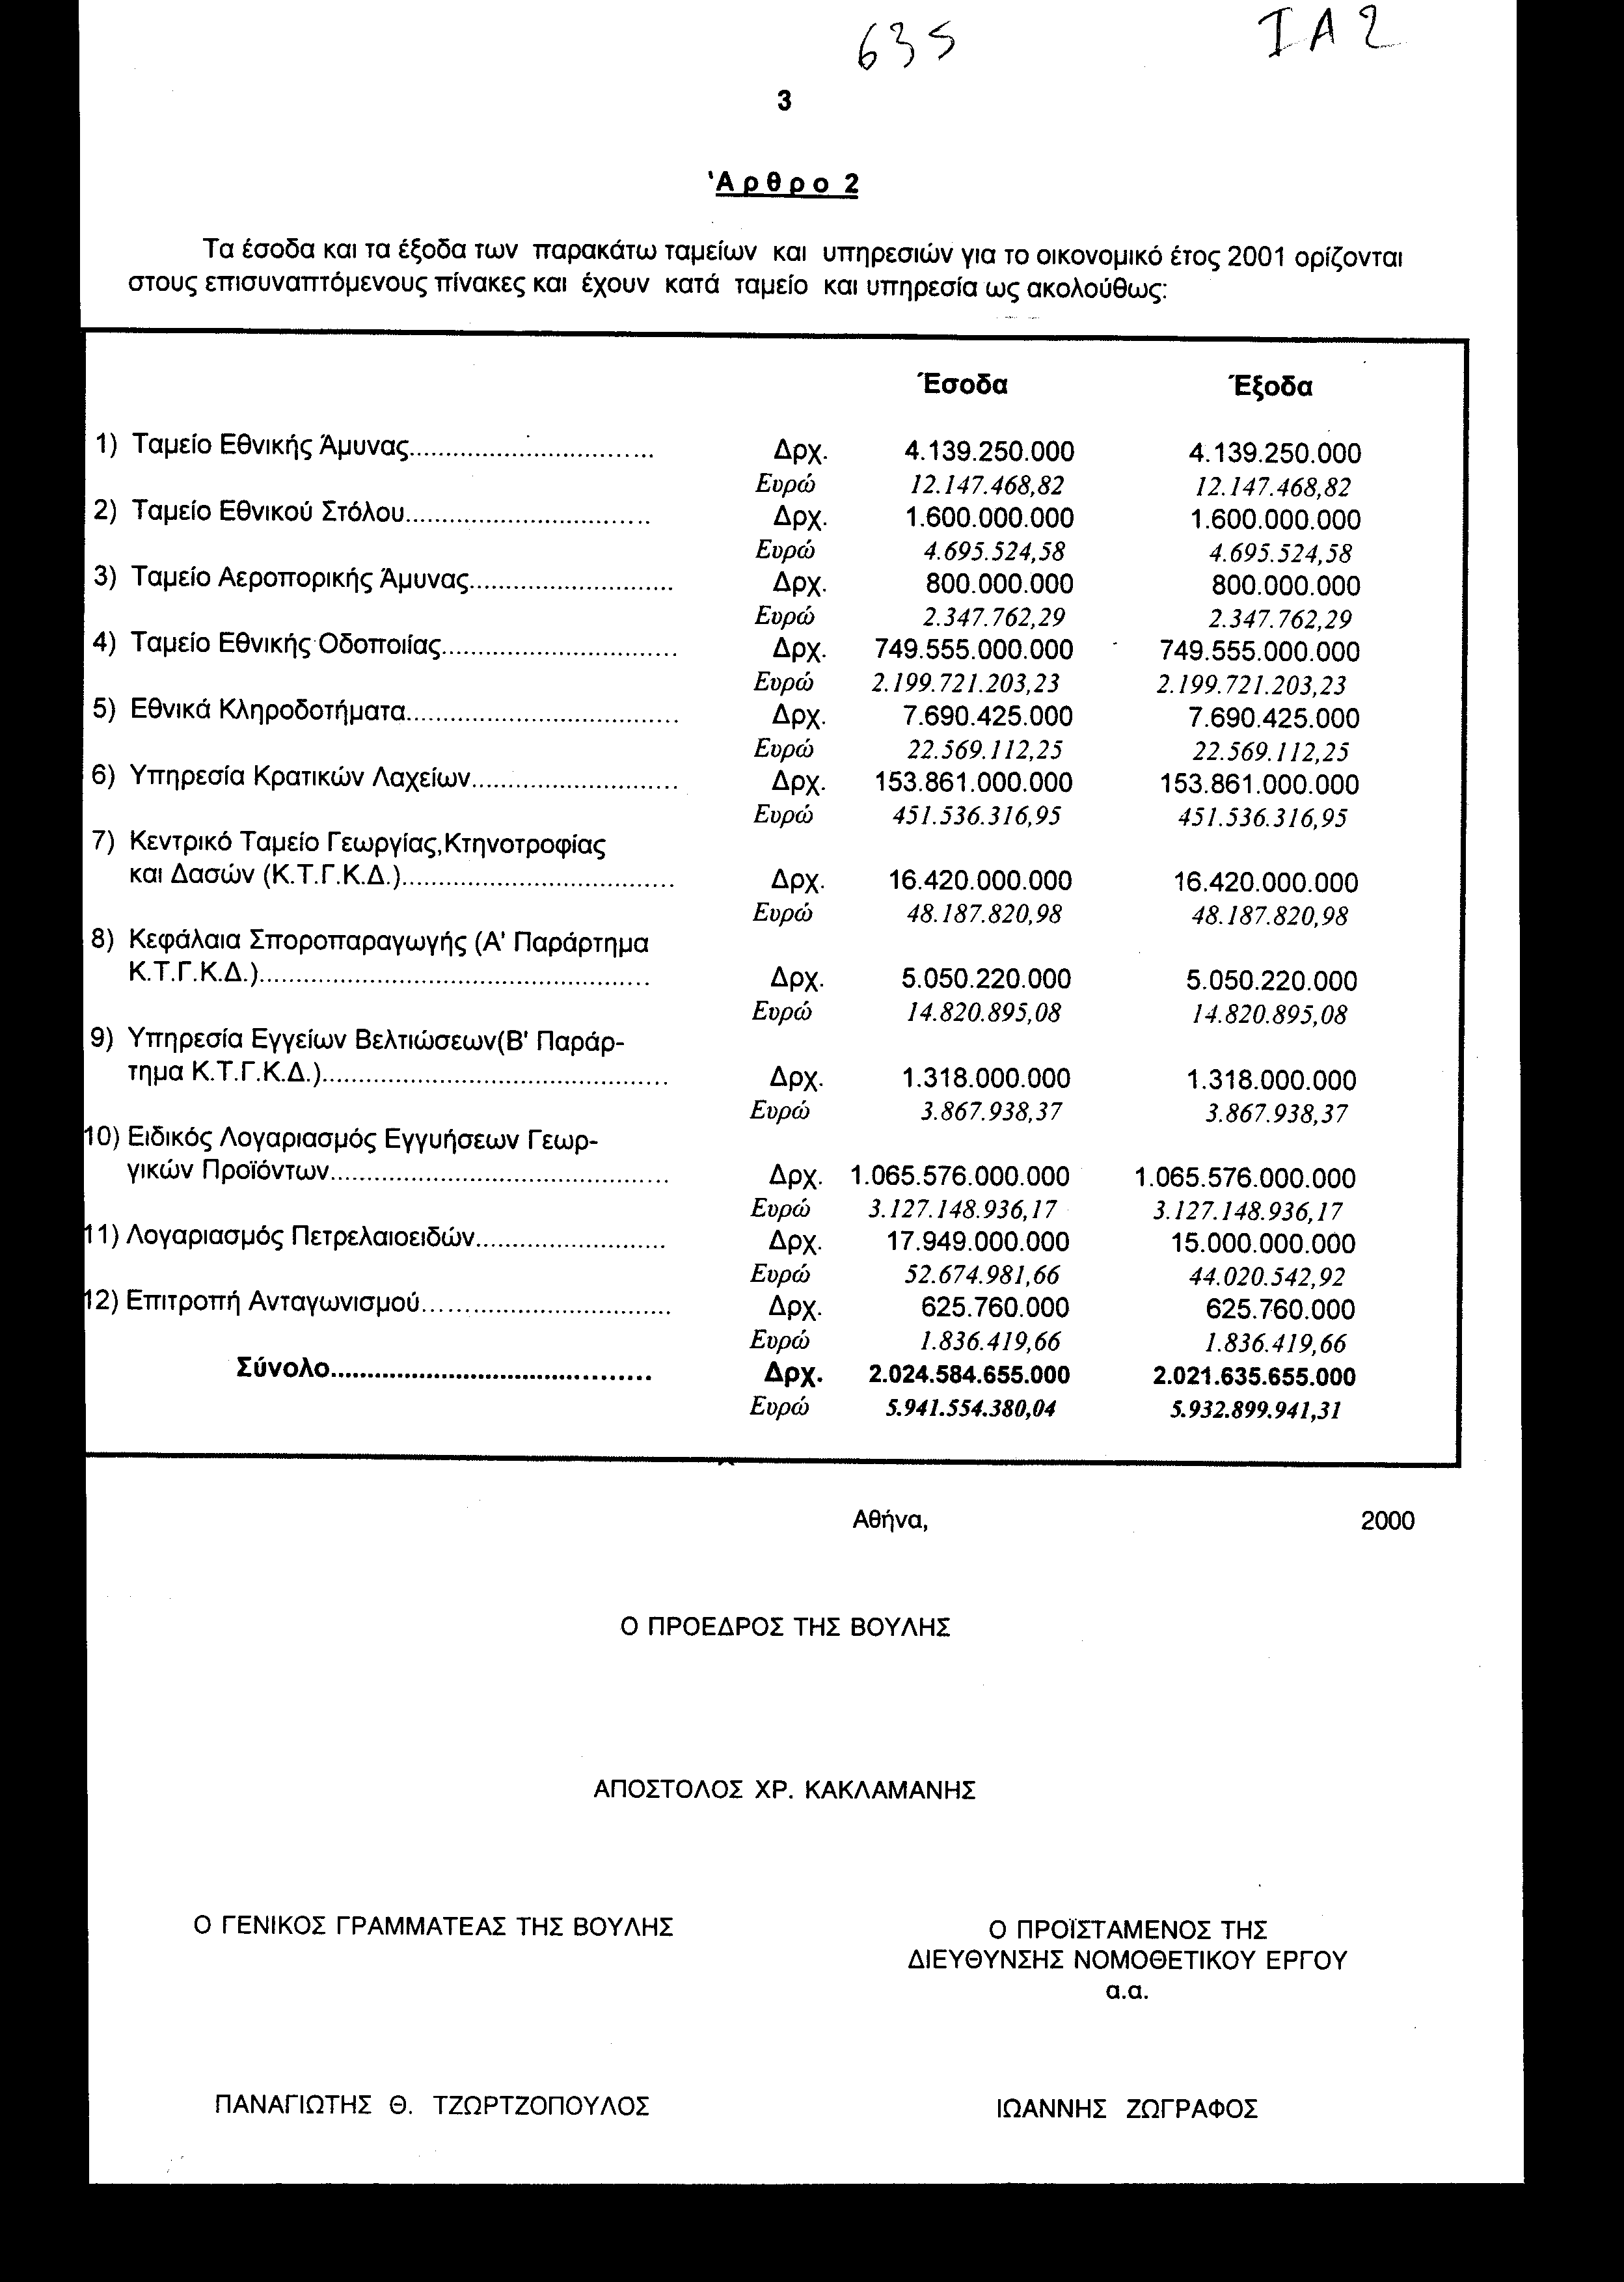 635 ΙΑ2
3
Άρθρο 2
Τα έσοδα και τα έξοδα των παρακάτω ταμείων και υπηρεσιών για το οικονομικό έτος 2001 ορίζονται
στους επισυναπτόμενους πίνακες και έχουν κατά ταμείο και υπηρεσία ως ακολούθως:
Έσοδα Έξοδα
1) Ταμείο Εθνικής Άμυνας.......................... Δρχ. 4.139.250.000 4.139.250.000
Ευρώ 12.147.468,82 12.147.468,82
2) Ταμείο Εθνικού Στόλου.......................... Δρχ. 1.600.000.000 1.600.000.000
Ευρώ 4.695.524,58 4.695.524,58
3) Ταμείο Αεροπορικής Άμυνας.......................... Δρχ. 800.000.000 800.000.000
Ευρώ 2.347.762,29 2.347.762,29
4) Ταμείο Εθνικής Οδοποιίας.......................... Δρχ. 749.555.000.000 749.555.000.000
Ευρώ 2.199.721.203,23 2.199.721.203,23
5) Εθνικά Κληροδοτήματα.......................... Δρχ. 7.690.425.000 7.690.425.000
Ευρώ 22.569.112,25 22.569.112,25
6) Υπηρεσία Κρατικών Λαχείων.......................... Δρχ. 153.861.000.000 153.861.000.000
Ευρώ 451.536.316,95 451.536.316,95
7) Κεντρικό Ταμείο Γεωργίας,Κτηνοτροφίας
και Δασών (Κ.Τ.Γ.Κ.Δ.).......................... Δρχ. 16.420.000.000 16.420.000.000
Ευρώ 48.187.820,98 48.187.820,98
8) Κεφάλαια Σποροπαραγωγής (Α' Παράρτημα
Κ.Τ.Γ.Κ.Δ.).......................... Δρχ. 5.050.220.000 5.050.220.000
Ευρώ 14.820.895,08 14.820.895,08
9) Υπηρεσία Εγγείων Βελτιώσεων(Β' Παράρ-
τημα Κ.Τ.Γ.Κ.Δ.).......................... Δρχ. 1.318.000.000 1.318.000.000
Ευρώ 3.867.938,37 3.867.938,37
10) Ειδικός Λογαριασμός Εγγυήσεων Γεωρ-
γικών Προϊόντων.......................... Δρχ. 1.065.576.000.000 1.065.576.000.000
Ευρώ 3.127.148.936,17 3.127.148.936,17
11) Λογαριασμός Πετρελαιοειδών.......................... Δρχ. 17.949.000.000 15.000.000.000
Ευρώ 52.674.981,66 44.020.542,92
12) Επιτροπή Ανταγωνισμού.......................... Δρχ. 625.760.000 625.760.000
Ευρώ 1.836.419,66 1.836.419,66
Σύνολο.......................... Δρχ. 2.024.584.655.000 2.021.635.655.000
Ευρώ 5.941.554.380,04 5.932.899.941,31
Αθήνα, 2000
Ο ΠΡΟΕΔΡΟΣ ΤΗΣ ΒΟΥΛΗΣ
ΑΠΟΣΤΟΛΟΣ ΧΡ. ΚΑΚΛΑΜΑΝΗΣ
Ο ΓΕΝΙΚΟΣ ΓΡΑΜΜΑΤΕΑΣ ΤΗΣ ΒΟΥΛΗΣ Ο ΠΡΟΪΣΤΑΜΕΝΟΣ ΤΗΣ
ΔΙΕΥΘΥΝΣΗΣ ΝΟΜΟΘΕΤΙΚΟΥ ΕΡΓΟΥ
α.α.
ΠΑΝΑΓΙΩΤΗΣ Θ. ΤΖΩΡΤΖΟΠΟΥΛΟΣ ΙΩΑΝΝΗΣ ΖΩΓΡΑΦΟΣ